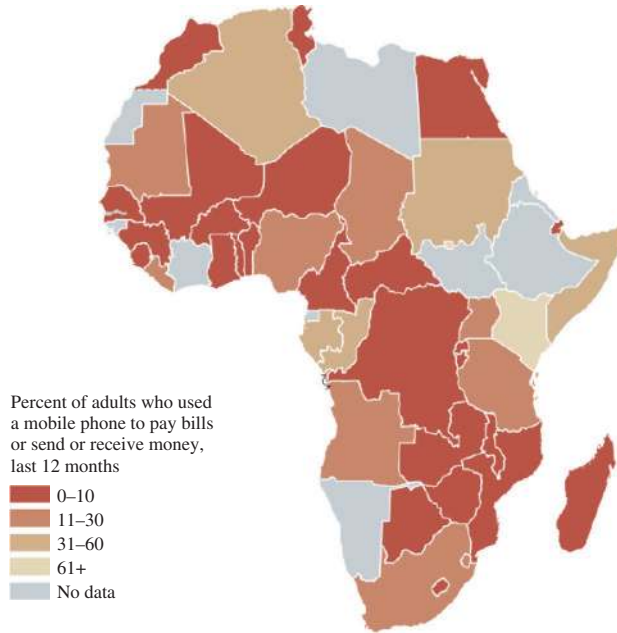 Percent of adults who used
a mobile phone to pay bills
or send or receive money,
last 12 months
0–10
11–30
31–60
61+
No data